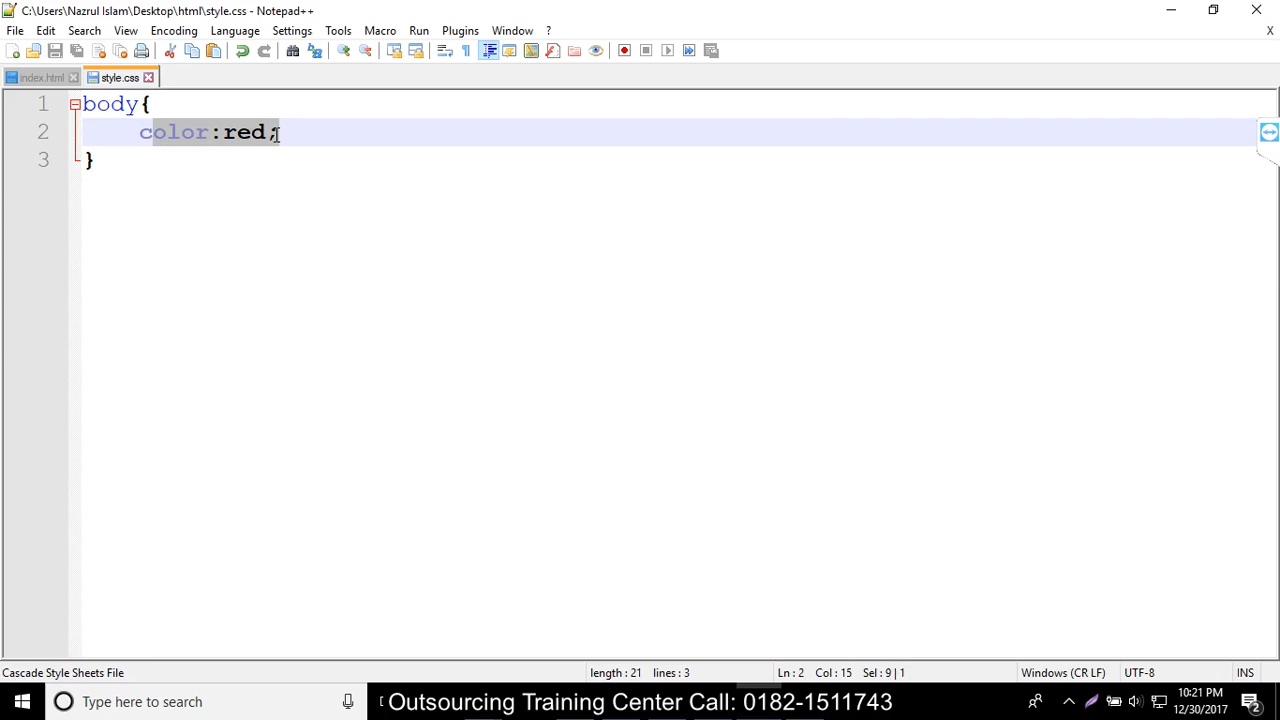 C:\Users\Nazrul Islam\Desktop\html\style.css - Notepad++
File Edit Search View Encoding Language Settings Tools Macro Run Plugins Window ? X
index.html style.css
1 body{
2 color:red;
3 }
Cascade Style Sheets File length : 21 lines : 3 Ln : 2 Col : 15 Sel : 9 | 1 Windows (CR LF) UTF-8 INS
Type here to search
Outsourcing Training Center Call: 0182-1511743
10:21 PM
12/30/2017
2